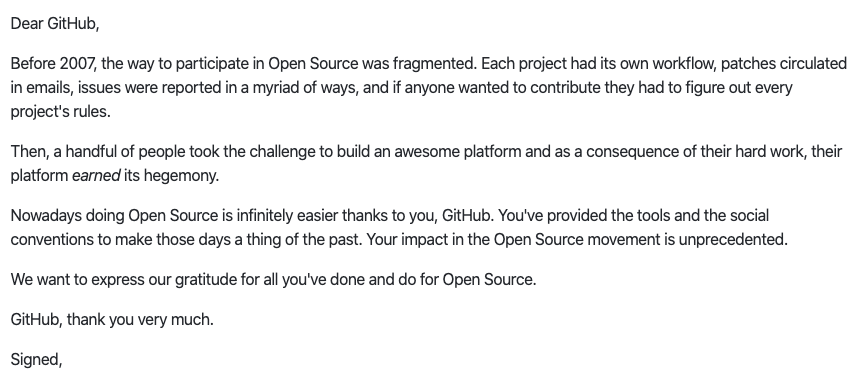 Dear GitHub,
Before 2007, the way to participate in Open Source was fragmented. Each project had its own workflow, patches circulated
in emails, issues were reported in a myriad of ways, and if anyone wanted to contribute they had to figure out every
project's rules.
Then, a handful of people took the challenge to build an awesome platform and as a consequence of their hard work, their
platform earned its hegemony.
Nowadays doing Open Source is infinitely easier thanks to you, GitHub. You've provided the tools and the social
conventions to make those days a thing of the past. Your impact in the Open Source movement is unprecedented.
We want to express our gratitude for all you've done and do for Open Source.
GitHub, thank you very much.
Signed,